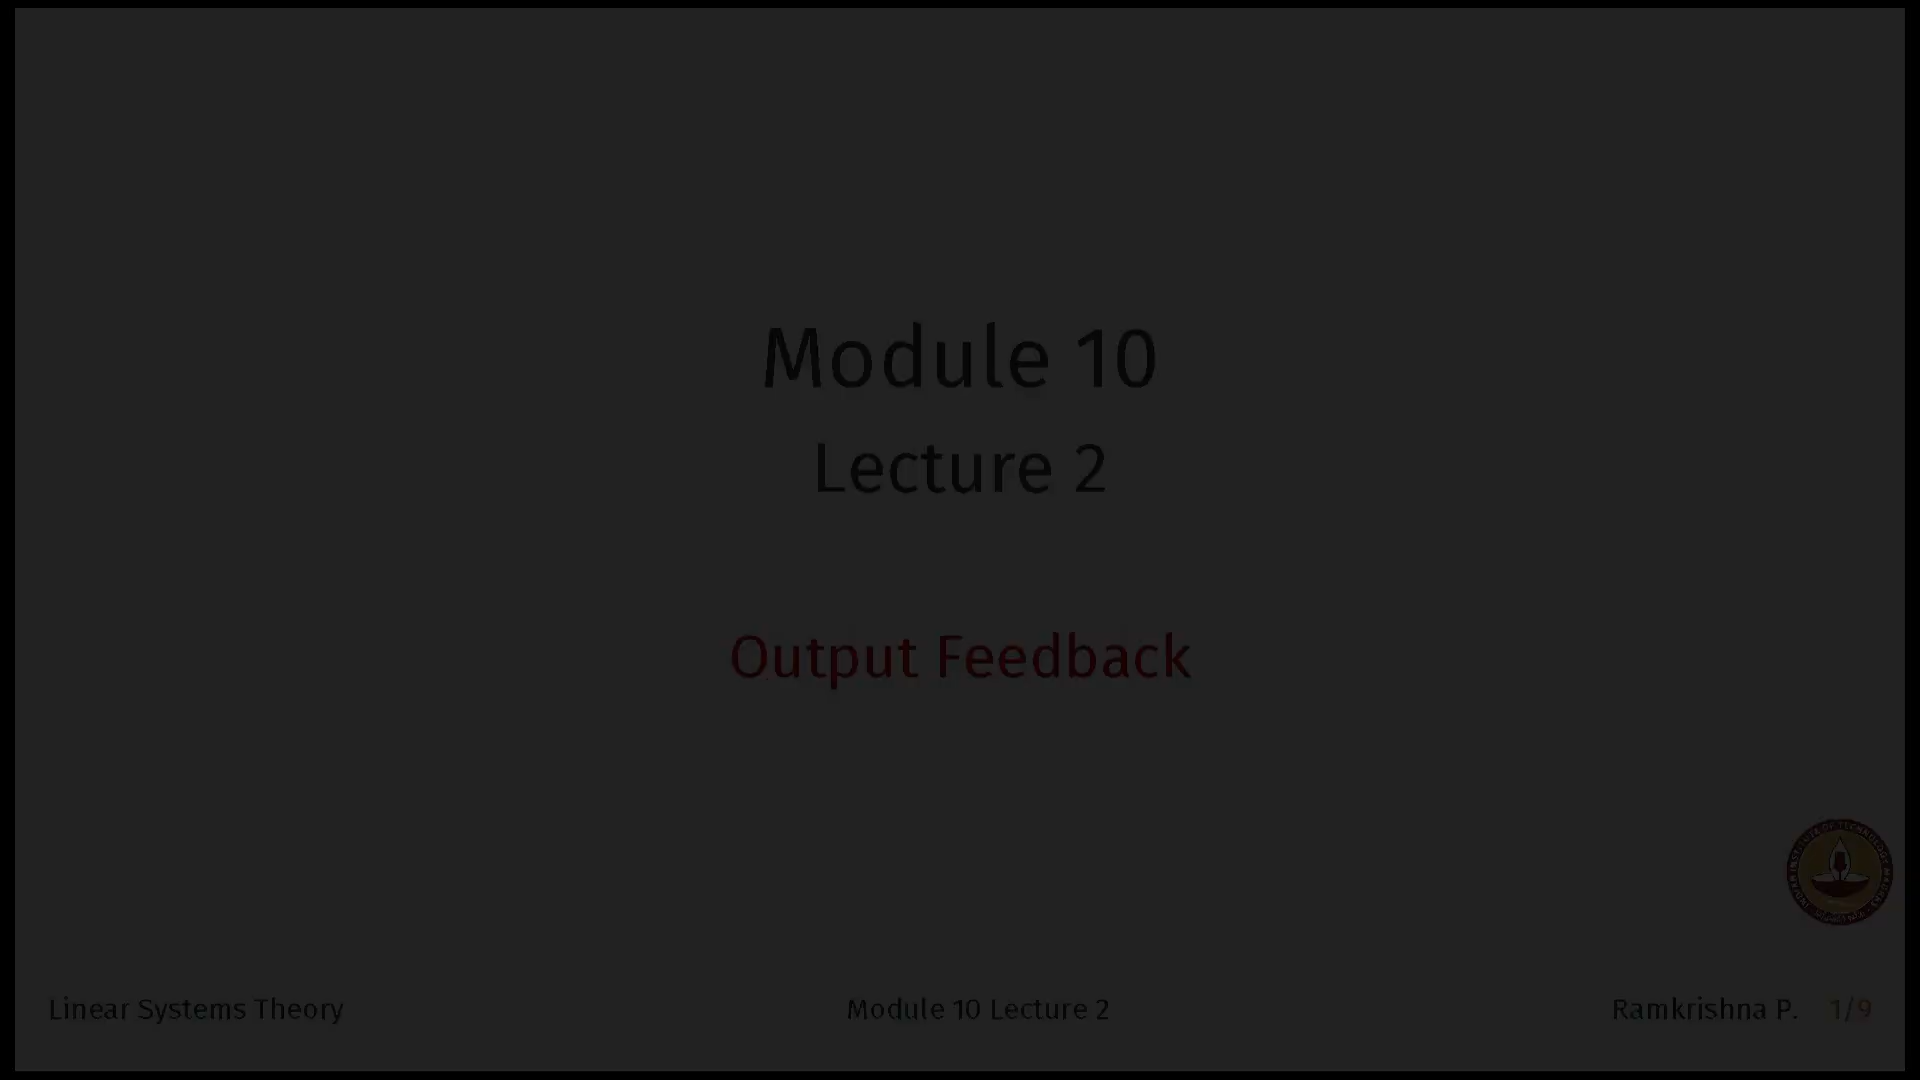 Module 10
Lecture 2
Output Feedback
Linear Systems Theory
Module 10 Lecture 2
Ramkrishna P.
1/9